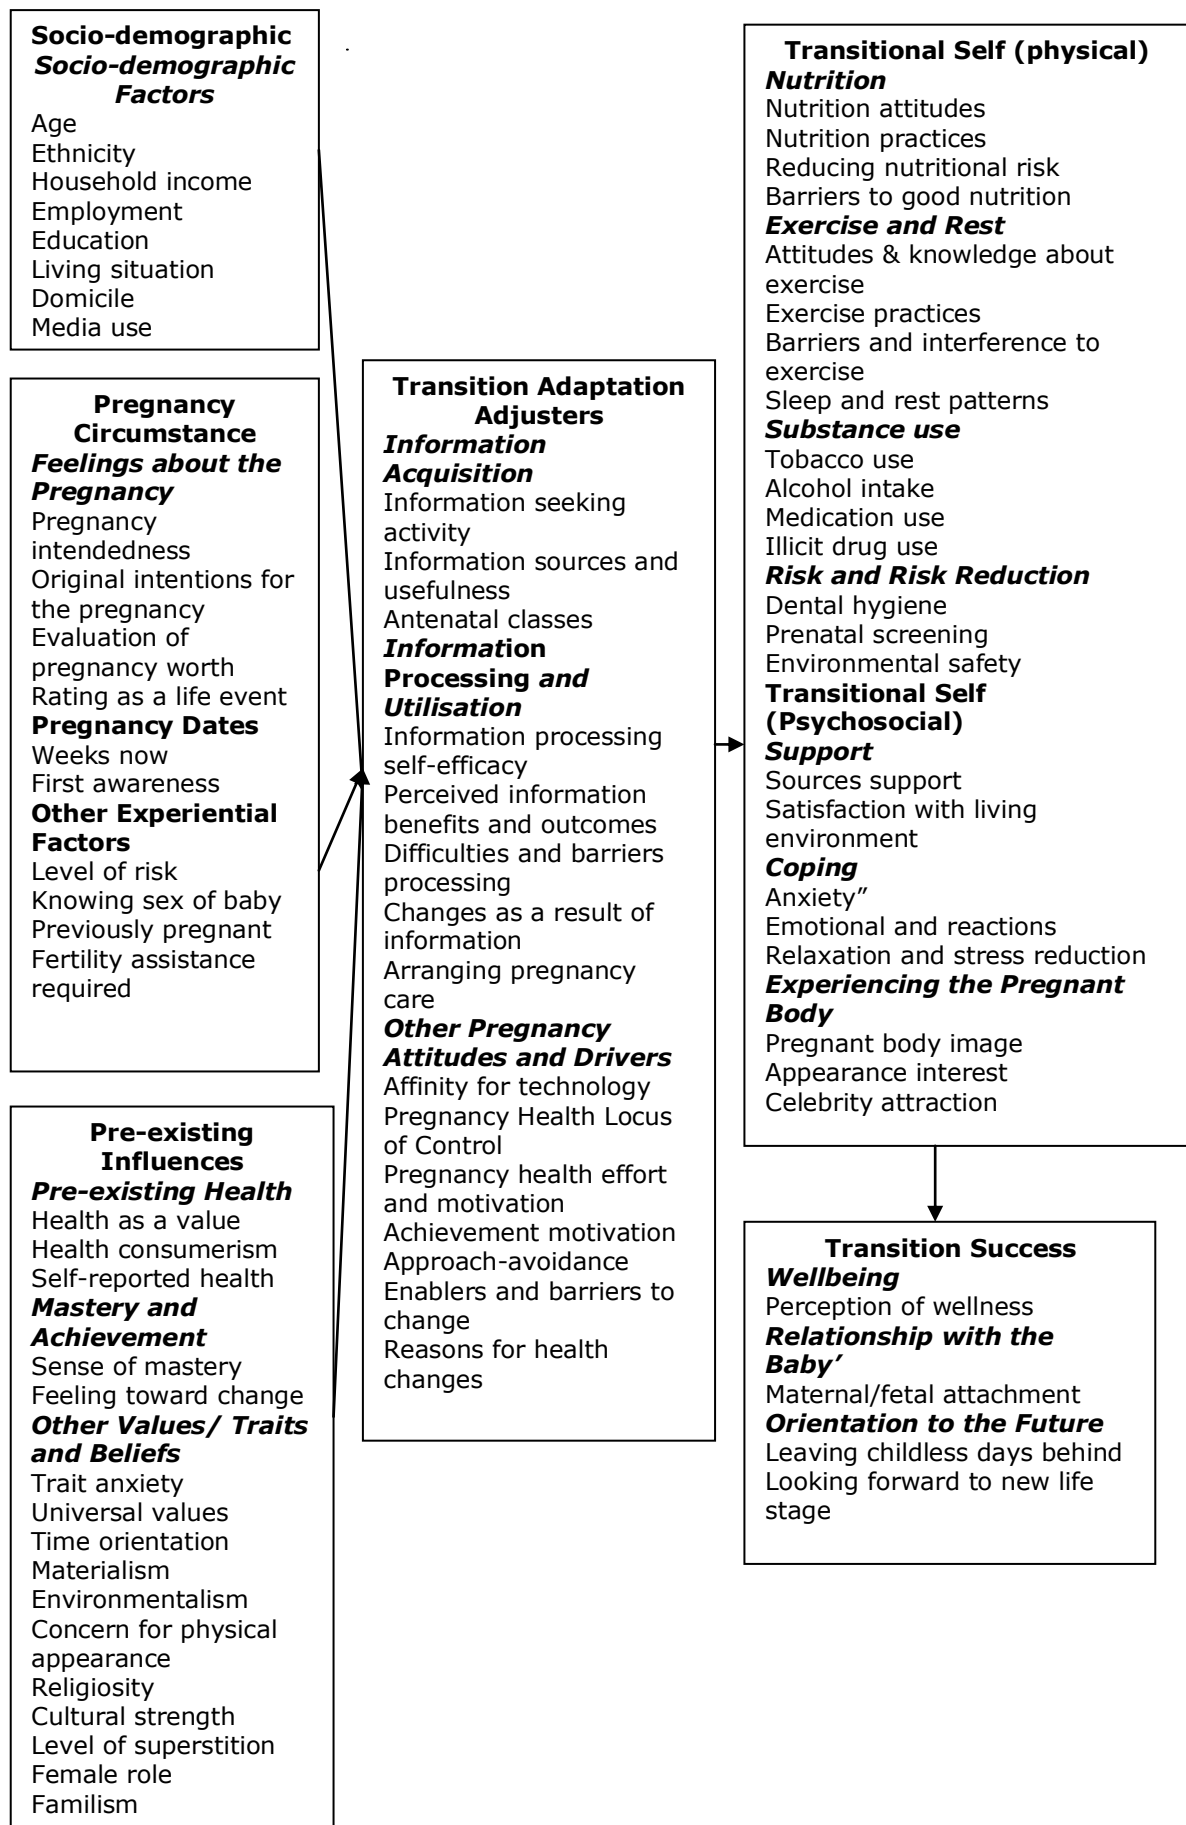 Socio-demographic
Socio-demographic
Factors
Age
Ethnicity
Household income
Employment
Education
Living situation
Domicile
Media use
Pregnancy
Circumstance
Feelings about the
Pregnancy
Pregnancy
intendedness
Original intentions for
the pregnancy
Evaluation of
pregnancy worth
Rating as a life event
Pregnancy Dates
Weeks now
First awareness
Other Experiential
Factors
Level of risk
Knowing sex of baby
Previously pregnant
Fertility assistance
required
Pre-existing
Influences
Pre-existing Health
Health as a value
Health consumerism
Self-reported health
Mastery and
Achievement
Sense of mastery
Feeling toward change
Other Values/ Traits
and Beliefs
Trait anxiety
Universal values
Time orientation
Materialism
Environmentalism
Concern for physical
appearance
Religiosity
Cultural strength
Level of superstition
Female role
Familism
Transition Adaptation
Adjusters
Information
Acquisition
Information seeking
activity
Information sources and
usefulness
Antenatal classes
Information
Processing and
Utilisation
Information processing
self-efficacy
Perceived information
benefits and outcomes
Difficulties and barriers
processing
Changes as a result of
information
Arranging pregnancy
care
Other Pregnancy
Attitudes and Drivers
Affinity for technology
Pregnancy Health Locus
of Control
Pregnancy health effort
and motivation
Achievement motivation
Approach-avoidance
Enablers and barriers to
change
Reasons for health
changes
Transitional Self (physical)
Nutrition
Nutrition attitudes
Nutrition practices
Reducing nutritional risk
Barriers to good nutrition
Exercise and Rest
Attitudes & knowledge about
exercise
Exercise practices
Barriers and interference to
exercise
Sleep and rest patterns
Substance use
Tobacco use
Alcohol intake
Medication use
Illicit drug use
Risk and Risk Reduction
Dental hygiene
Prenatal screening
Environmental safety
Transitional Self
(Psychosocial)
Support
Sources support
Satisfaction with living
environment
Coping
Anxiety”
Emotional and reactions
Relaxation and stress reduction
Experiencing the Pregnant
Body
Pregnant body image
Appearance interest
Celebrity attraction
Transition Success
Wellbeing
Perception of wellness
Relationship with the
Baby’
Maternal/fetal attachment
Orientation to the Future
Leaving childless days behind
Looking forward to new life
stage